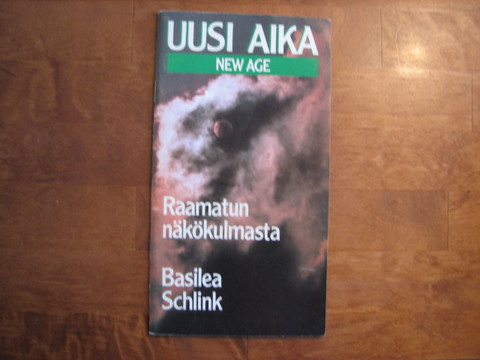 UUSI AIKA
NEW AGE
Raamatun
näkökulmasta
Basilea
Schlink